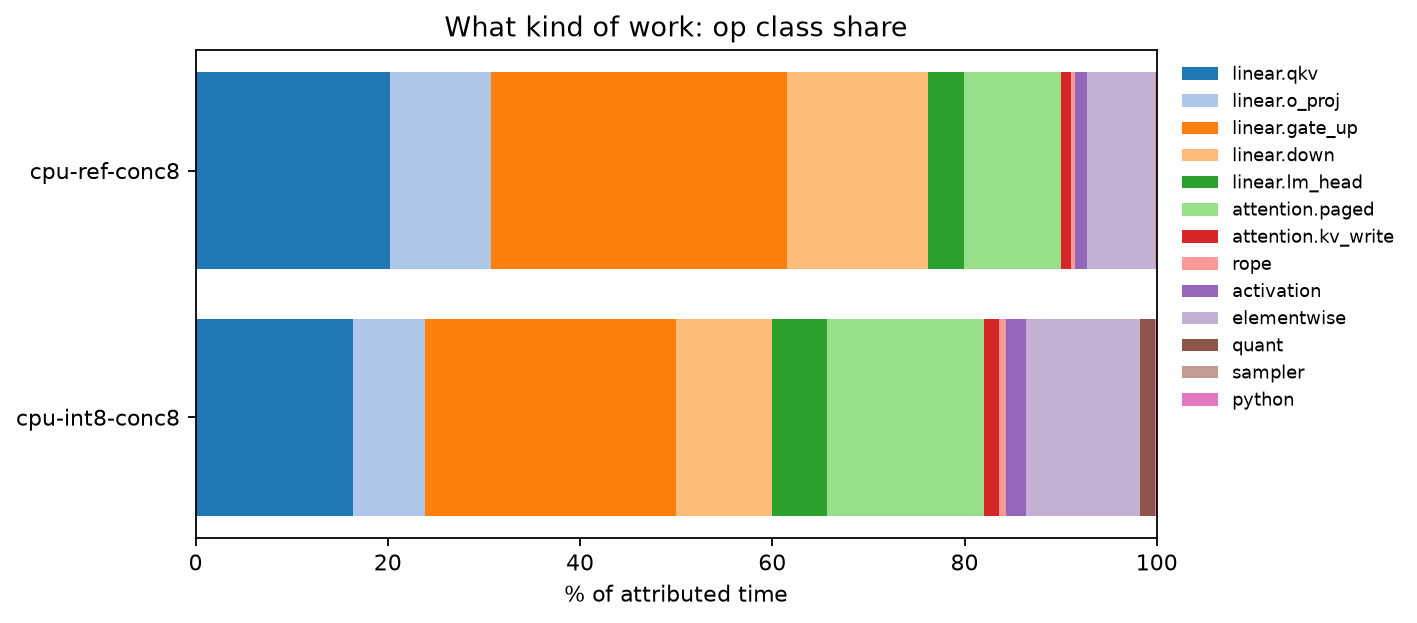 What kind of work: op class share
cpu-ref-conc8
cpu-int8-conc8
0 20 40 60 80 100
% of attributed time
linear.qkv
linear.o_proj
linear.gate_up
linear.down
linear.lm_head
attention.paged
attention.kv_write
rope
activation
elementwise
quant
sampler
python